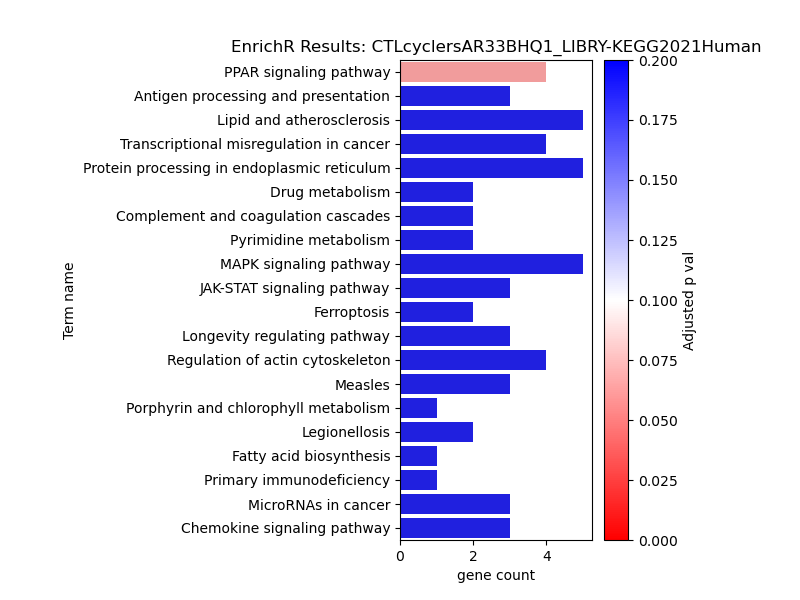 EnrichR Results: CTLcyclersAR33BHQ1_LIBRY-KEGG2021Human
PPAR signaling pathway
Antigen processing and presentation
Lipid and atherosclerosis
Transcriptional misregulation in cancer
Protein processing in endoplasmic reticulum
Drug metabolism
Complement and coagulation cascades
Pyrimidine metabolism
MAPK signaling pathway
JAK-STAT signaling pathway
Ferroptosis
Longevity regulating pathway
Regulation of actin cytoskeleton
Measles
Porphyrin and chlorophyll metabolism
Legionellosis
Fatty acid biosynthesis
Primary immunodeficiency
MicroRNAs in cancer
Chemokine signaling pathway
Term name
0 2 4
gene count
0.200
0.175
0.150
0.125
0.100
0.075
0.050
0.025
0.000
Adjusted p val